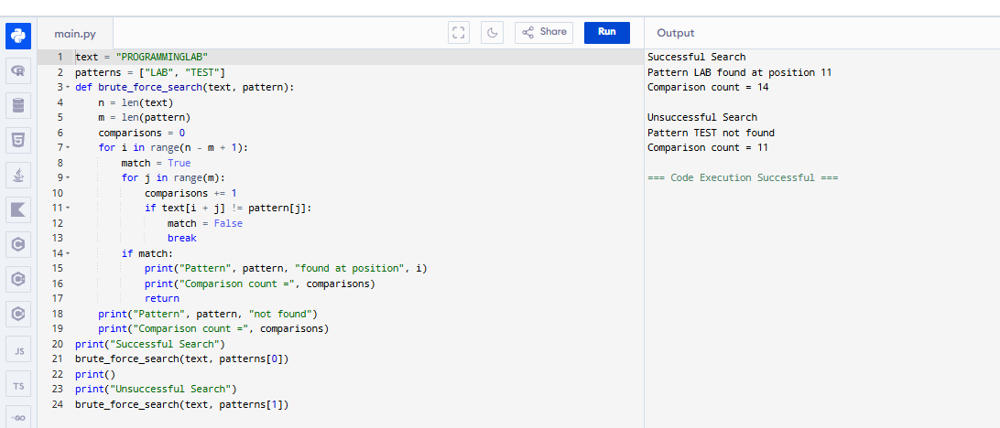 main.py
Share
Run
Output
1 text = "PROGRAMMINGLAB"
2 patterns = ["LAB", "TEST"]
3 def brute_force_search(text, pattern):
4     n = len(text)
5     m = len(pattern)
6     comparisons = 0
7     for i in range(n - m + 1):
8         match = True
9         for j in range(m):
10             comparisons += 1
11             if text[i + j] != pattern[j]:
12                 match = False
13                 break
14         if match:
15             print("Pattern", pattern, "found at position", i)
16             print("Comparison count =", comparisons)
17             return
18     print("Pattern", pattern, "not found")
19     print("Comparison count =", comparisons)
20 print("Successful Search")
21 brute_force_search(text, patterns[0])
22 print()
23 print("Unsuccessful Search")
24 brute_force_search(text, patterns[1])
Successful Search
Pattern LAB found at position 11
Comparison count = 14
Unsuccessful Search
Pattern TEST not found
Comparison count = 11
=== Code Execution Successful ===
R
5
C
C
C
JS
TS
GO